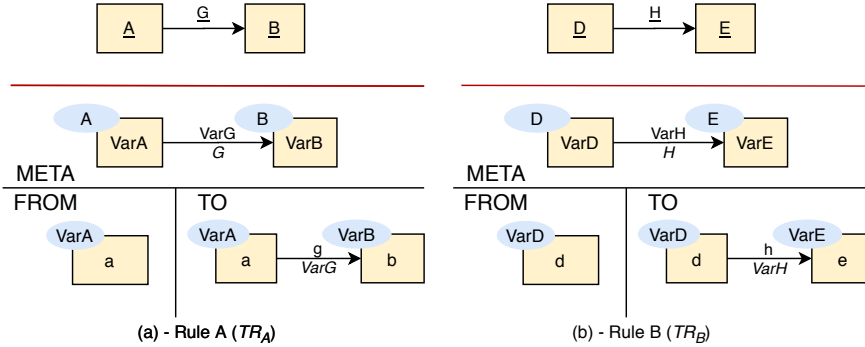 A G B
A B
VarA VarG VarB
G
META
FROM TO
VarA VarA VarB
a a g b
VarG
(a) - Rule A (TRA)
D H E
D E
VarD VarH VarE
H
META
FROM TO
VarD VarD VarE
d d h e
VarH
(b) - Rule B (TRB)